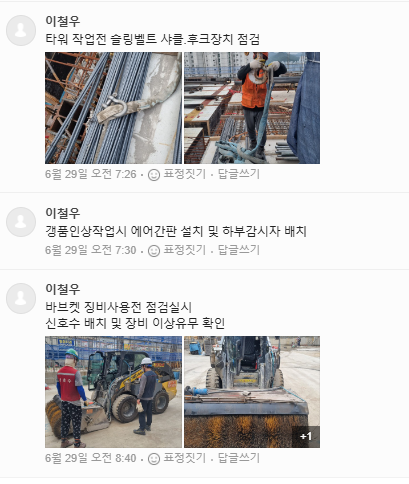 이철우
타워 작업전 슬링벨트 샤클.후크장치 점검
6월 29일 오전 7:26 · 표정짓기 · 답글쓰기
이철우
갱품인상작업시 에어간판 설치 및 하부감시자 배치
6월 29일 오전 7:30 · 표정짓기 · 답글쓰기
이철우
바브켓 징비사용전 점검실시
신호수 배치 및 장비 이상유무 확인
+1
6월 29일 오전 8:40 · 표정짓기 · 답글쓰기